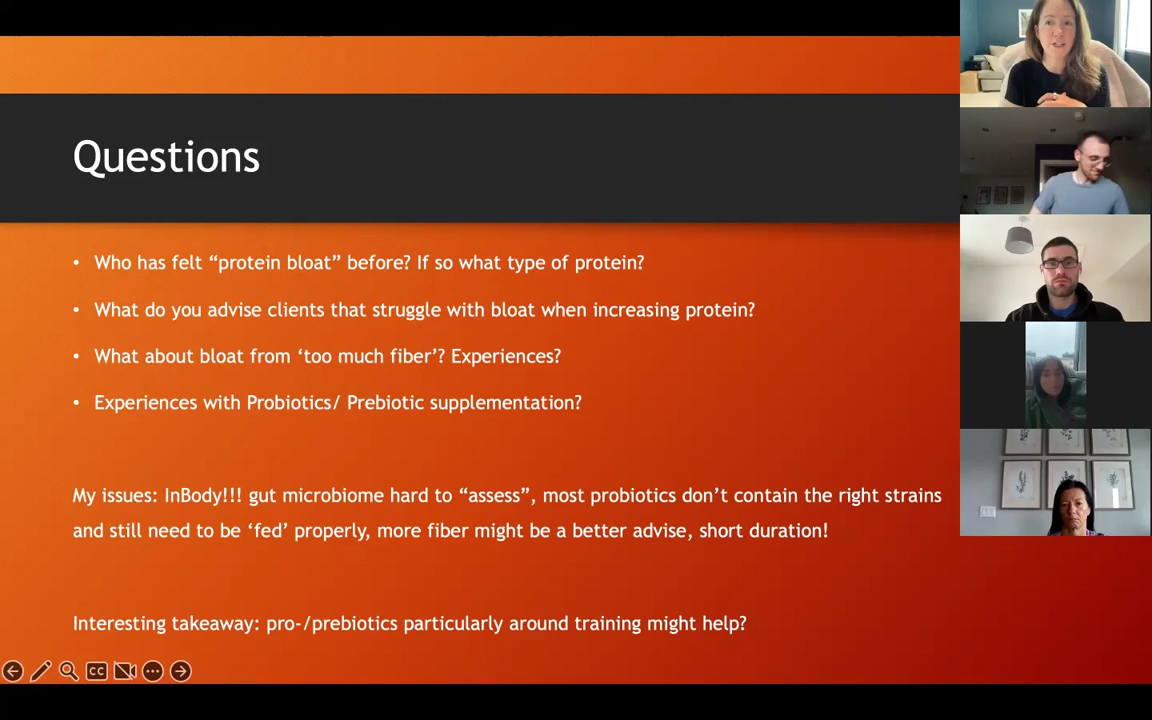 Questions
• Who has felt “protein bloat” before? If so what type of protein?
• What do you advise clients that struggle with bloat when increasing protein?
• What about bloat from ‘too much fiber’? Experiences?
• Experiences with Probiotics/ Prebiotic supplementation?
My issues: InBody!!! gut microbiome hard to “assess”, most probiotics don’t contain the right strains
and still need to be ‘fed’ properly, more fiber might be a better advise, short duration!
Interesting takeaway: pro-/prebiotics particularly around training might help?
CC